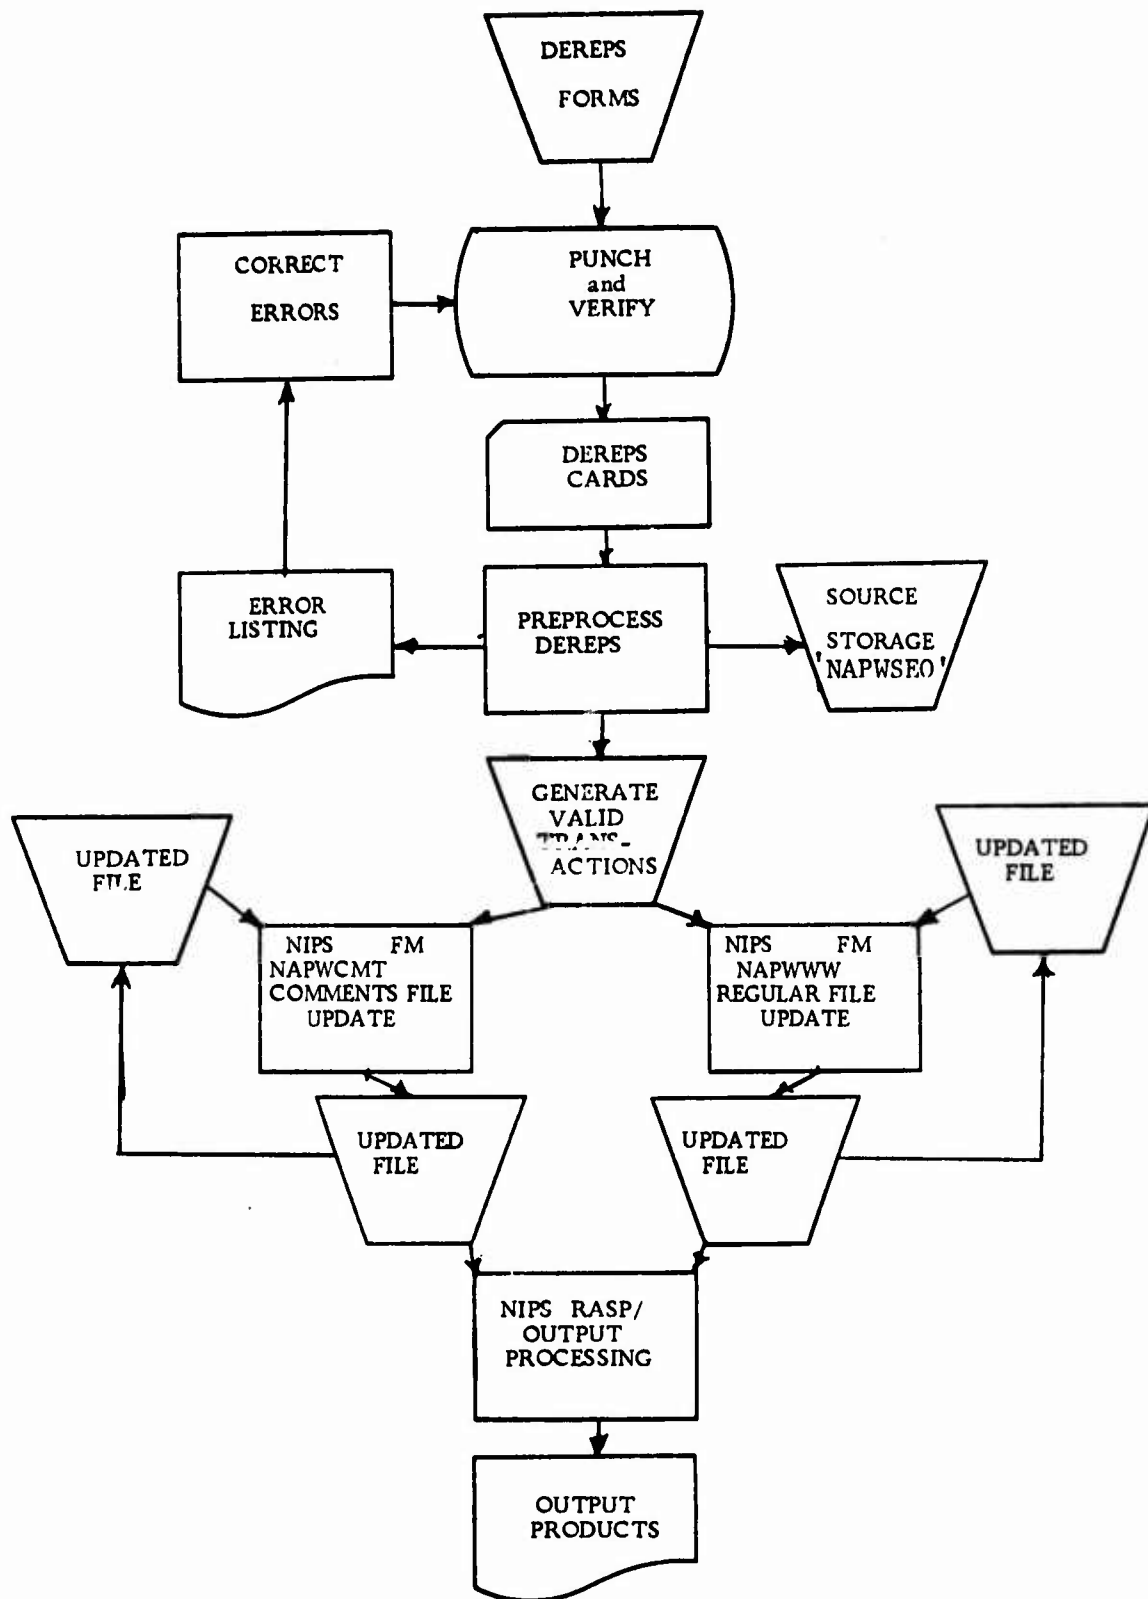 DEREPS
FORMS
CORRECT
ERRORS
PUNCH
and
VERIFY
DEREPS
CARDS
ERROR
LISTING
PREPROCESS
DEREPS
SOURCE
STORAGE
'NAPWSEO'
GENERATE
VALID
TRANS-
ACTIONS
UPDATED
FILE
UPDATED
FILE
NIPS FM
NAPWCMT
COMMENTS FILE
UPDATE
NIPS FM
NAPWWW
REGULAR FILE
UPDATE
UPDATED
FILE
UPDATED
FILE
NIPS RASP/
OUTPUT
PROCESSING
OUTPUT
PRODUCTS